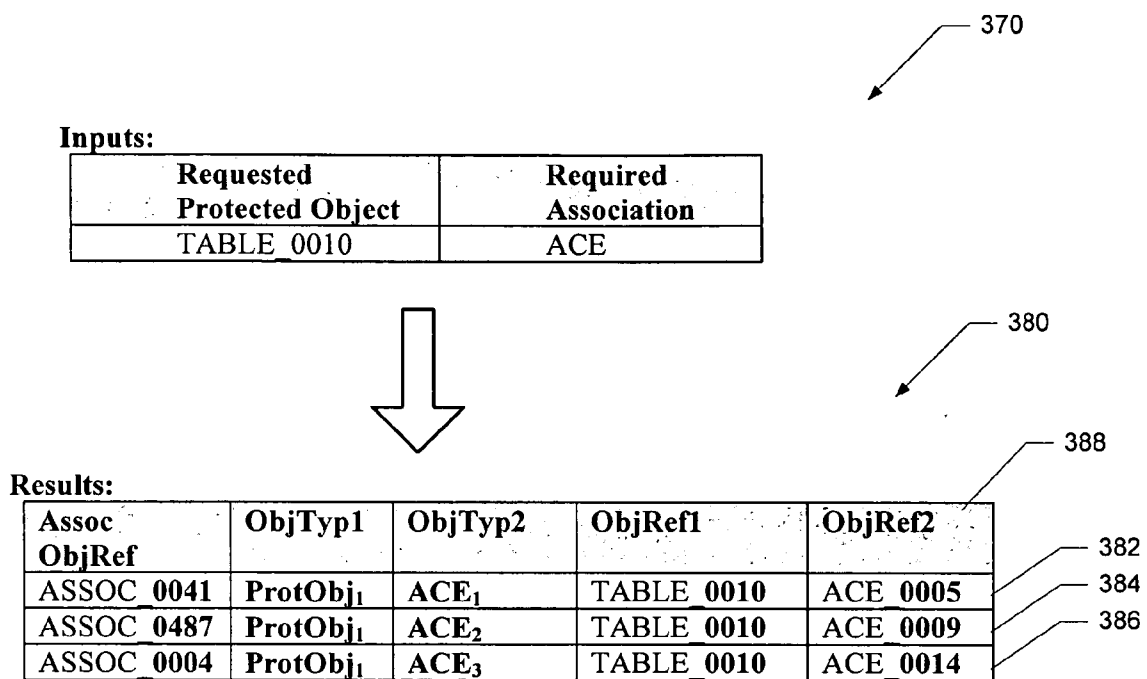 370
Inputs:
Requested Protected Object Required Association
TABLE_0010 ACE
380
388
Results:
Assoc ObjRef ObjTyp1 ObjTyp2 ObjRef1 ObjRef2
ASSOC_0041 ProtObj₁ ACE₁ TABLE_0010 ACE_0005 382
ASSOC_0487 ProtObj₁ ACE₂ TABLE_0010 ACE_0009 384
ASSOC_0004 ProtObj₁ ACE₃ TABLE_0010 ACE_0014 386